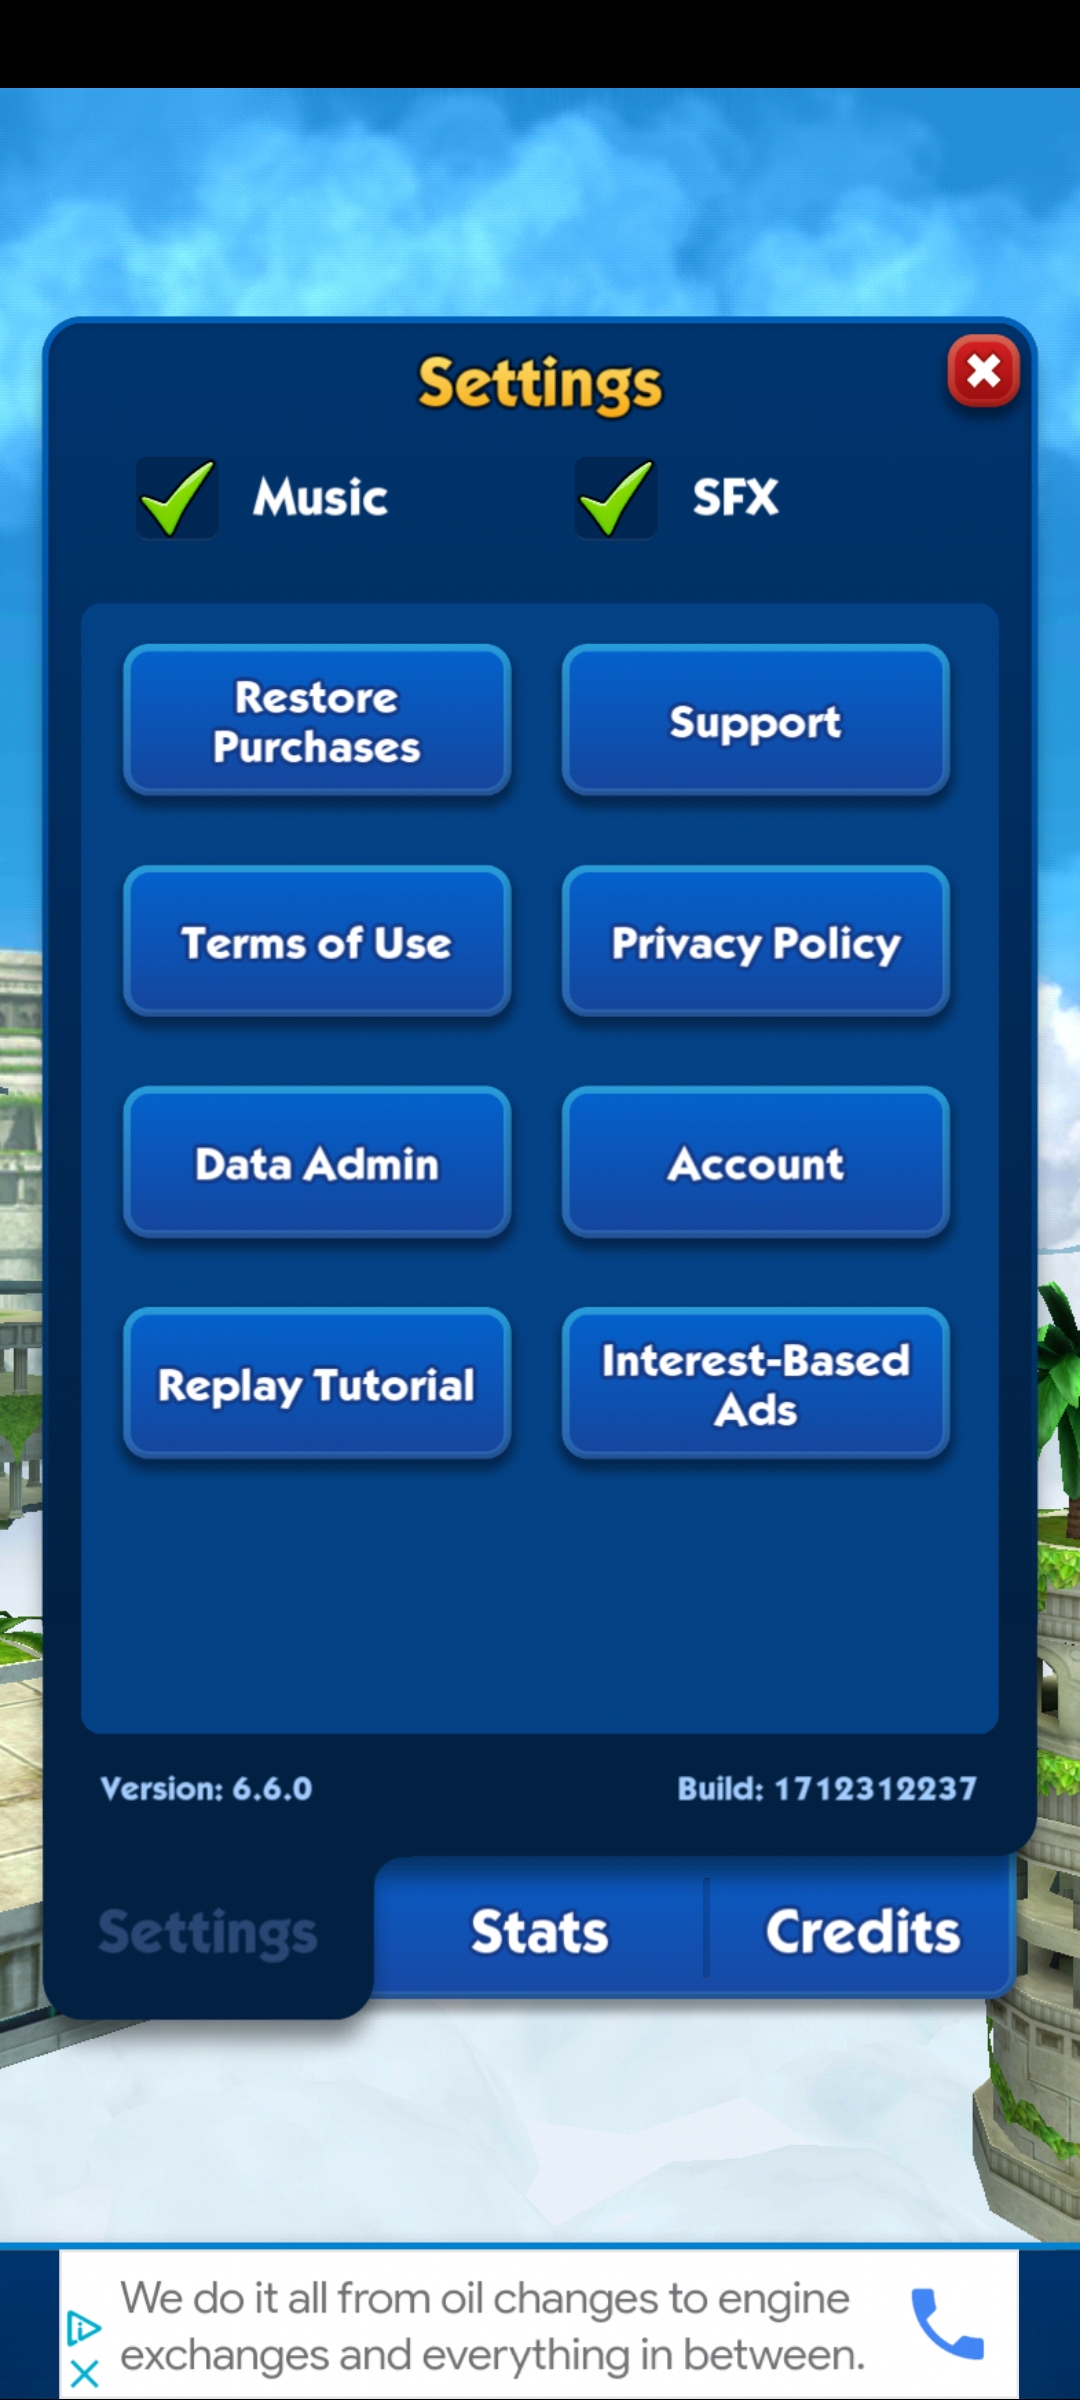 Settings
Music
SFX
Restore
Purchases
Support
Terms of Use
Privacy Policy
Data Admin
Account
Replay Tutorial
Interest-Based
Ads
Version: 6.6.0
Build: 1712312237
Settings
Stats
Credits
We do it all from oil changes to engine
exchanges and everything in between.